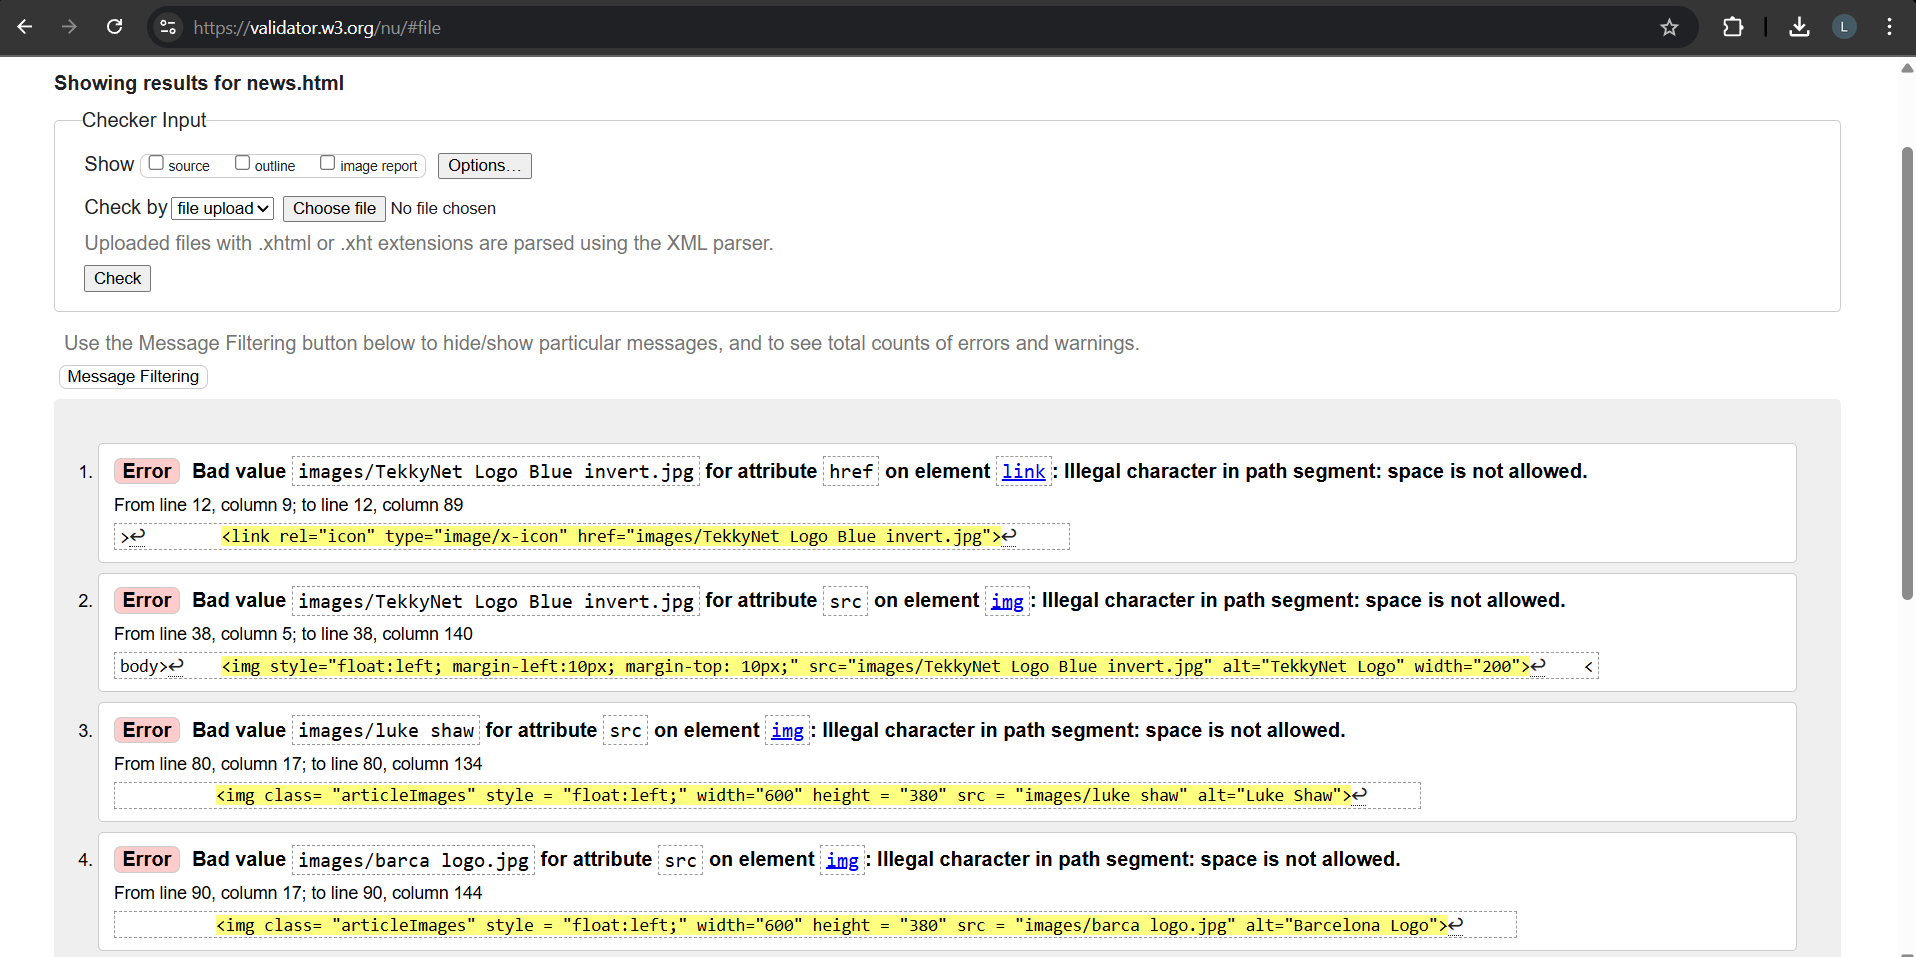 https://validator.w3.org/nu/#file
L
Showing results for news.html
Checker Input
Show source outline image report Options…
Check by file upload Choose file No file chosen
Uploaded files with .xhtml or .xht extensions are parsed using the XML parser.
Check
Use the Message Filtering button below to hide/show particular messages, and to see total counts of errors and warnings.
Message Filtering
1. Error Bad value images/TekkyNet Logo Blue invert.jpg for attribute href on element link: Illegal character in path segment: space is not allowed.
From line 12, column 9; to line 12, column 89
>↩ <link rel="icon" type="image/x-icon" href="images/TekkyNet Logo Blue invert.jpg">↩
2. Error Bad value images/TekkyNet Logo Blue invert.jpg for attribute src on element img: Illegal character in path segment: space is not allowed.
From line 38, column 5; to line 38, column 140
body>↩ <img style="float:left; margin-left:10px; margin-top: 10px;" src="images/TekkyNet Logo Blue invert.jpg" alt="TekkyNet Logo" width="200">↩ <
3. Error Bad value images/luke shaw for attribute src on element img: Illegal character in path segment: space is not allowed.
From line 80, column 17; to line 80, column 134
<img class= "articleImages" style = "float:left;" width="600" height = "380" src = "images/luke shaw" alt="Luke Shaw">↩
4. Error Bad value images/barca logo.jpg for attribute src on element img: Illegal character in path segment: space is not allowed.
From line 90, column 17; to line 90, column 144
<img class= "articleImages" style = "float:left;" width="600" height = "380" src = "images/barca logo.jpg" alt="Barcelona Logo">↩